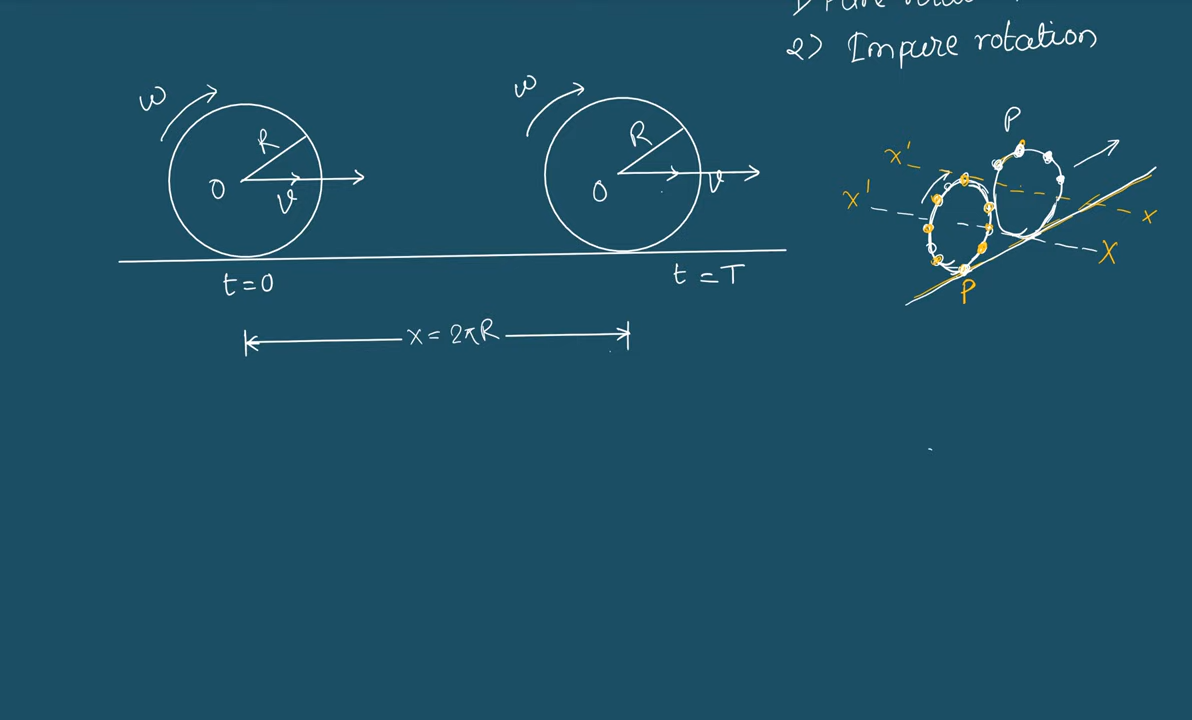 2) Impure rotation
ω
R
O
v
t=0
ω
R
O
v
t=T
x = 2πR
P
x'
x'
x
X
P